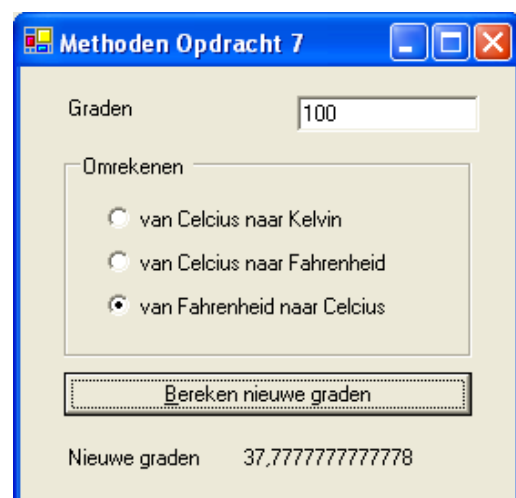 Methoden Opdracht 7
Graden 100
Omrekenen
van Celcius naar Kelvin
van Celcius naar Fahrenheid
van Fahrenheid naar Celcius
Bereken nieuwe graden
Nieuwe graden 37,7777777777778